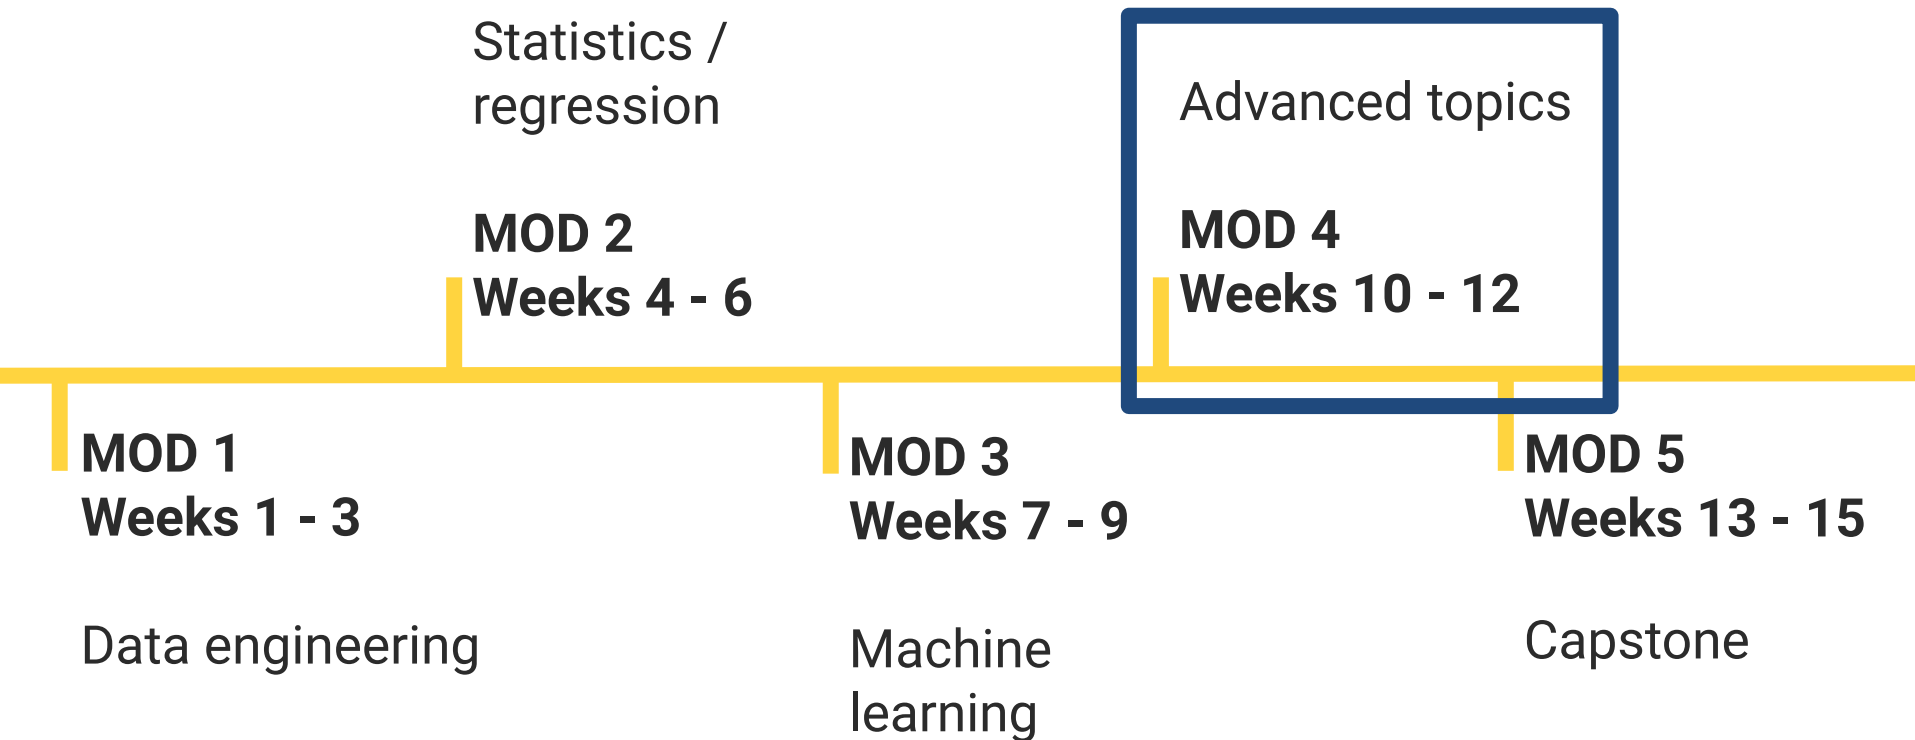 Statistics /
regression
MOD 2
Weeks 4 - 6
Advanced topics
MOD 4
Weeks 10 - 12
MOD 1
Weeks 1 - 3
Data engineering
MOD 3
Weeks 7 - 9
Machine
learning
MOD 5
Weeks 13 - 15
Capstone